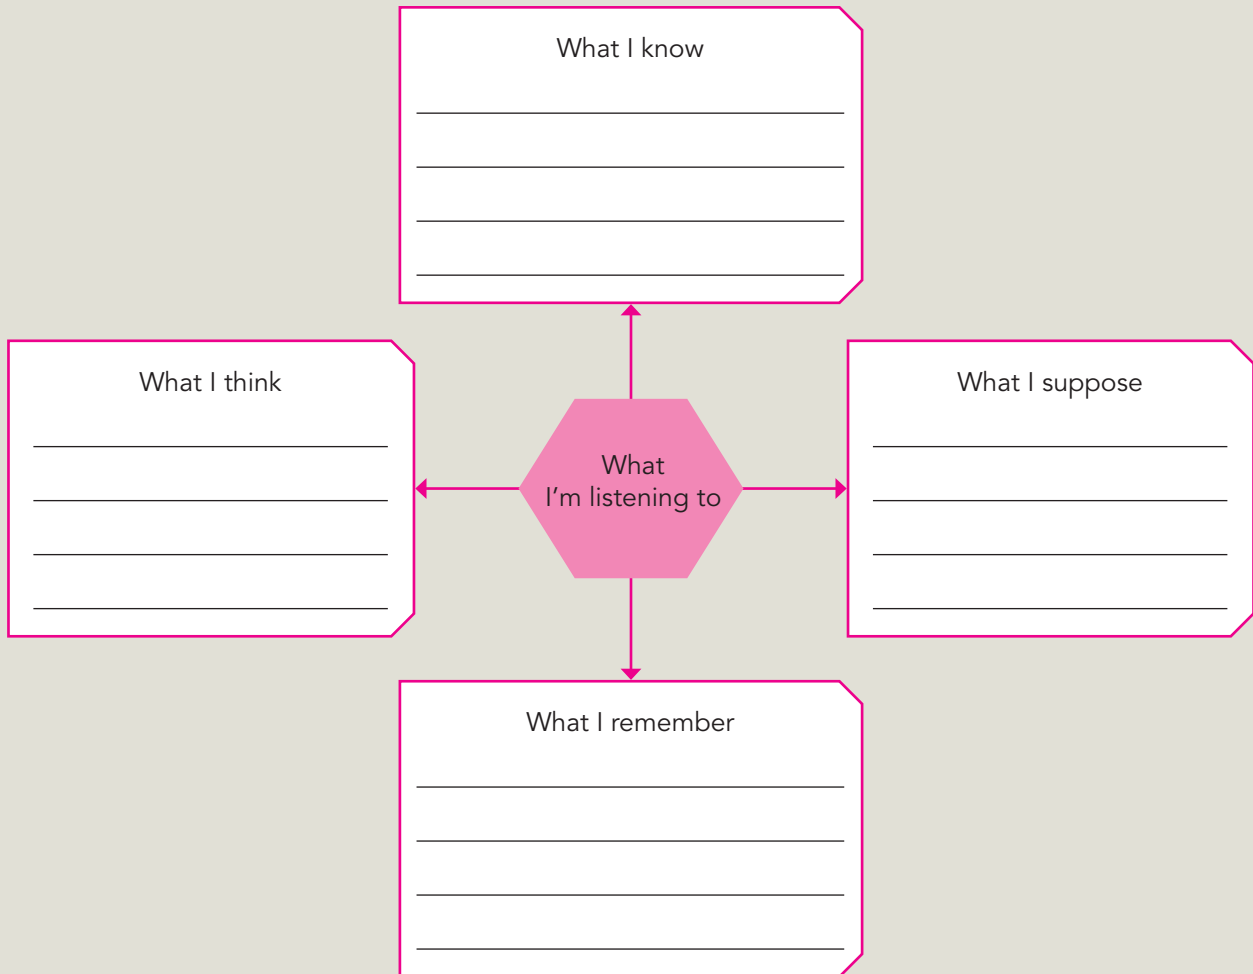 What I know
What I think
What
I'm listening to
What I suppose
What I remember